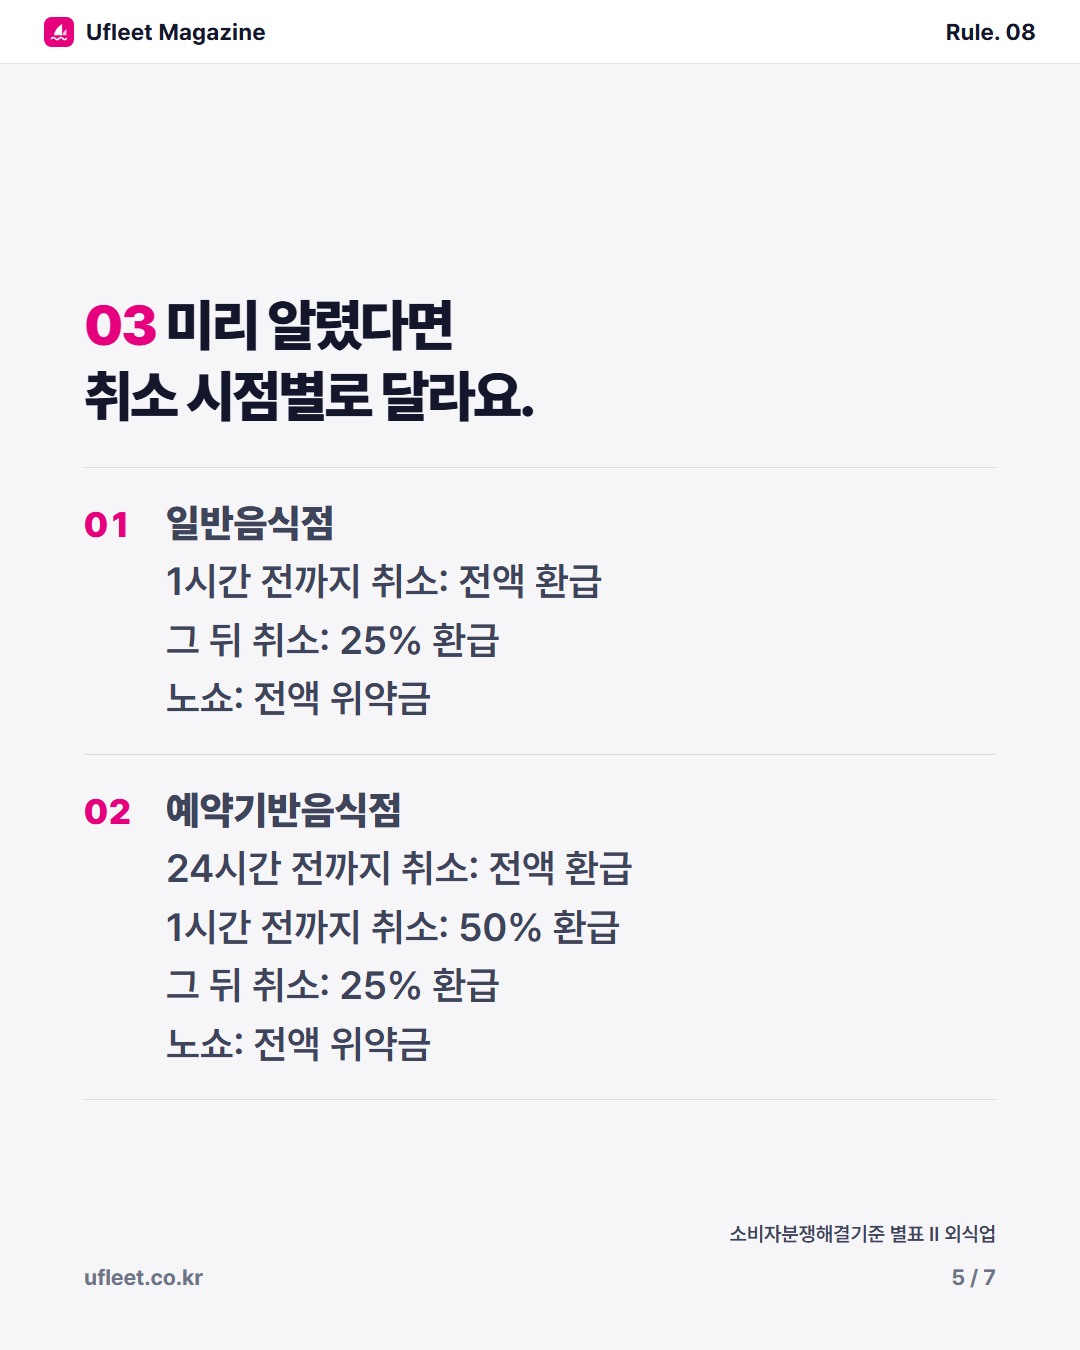 Ufleet Magazine
Rule. 08
03 미리 알렸다면
취소 시점별로 달라요.
01 일반음식점
1시간 전까지 취소: 전액 환급
그 뒤 취소: 25% 환급
노쇼: 전액 위약금
02 예약기반음식점
24시간 전까지 취소: 전액 환급
1시간 전까지 취소: 50% 환급
그 뒤 취소: 25% 환급
노쇼: 전액 위약금
소비자분쟁해결기준 별표 II 외식업
ufleet.co.kr
5 / 7